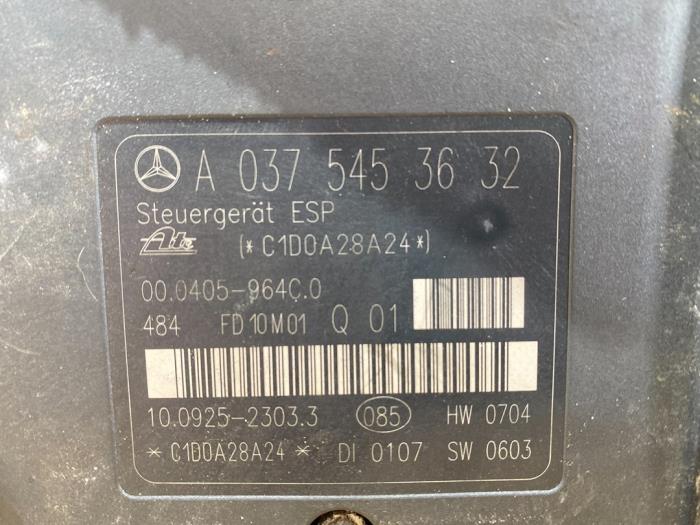 A 037 545 36 32
Steuergerät ESP
Ate (*C1D0A28A24*)
00.0405-964C.0
484 FD10M01 Q 01
10.0925-2303.3 085 HW 0704
*C1D0A28A24* DI 0107 SW 0603